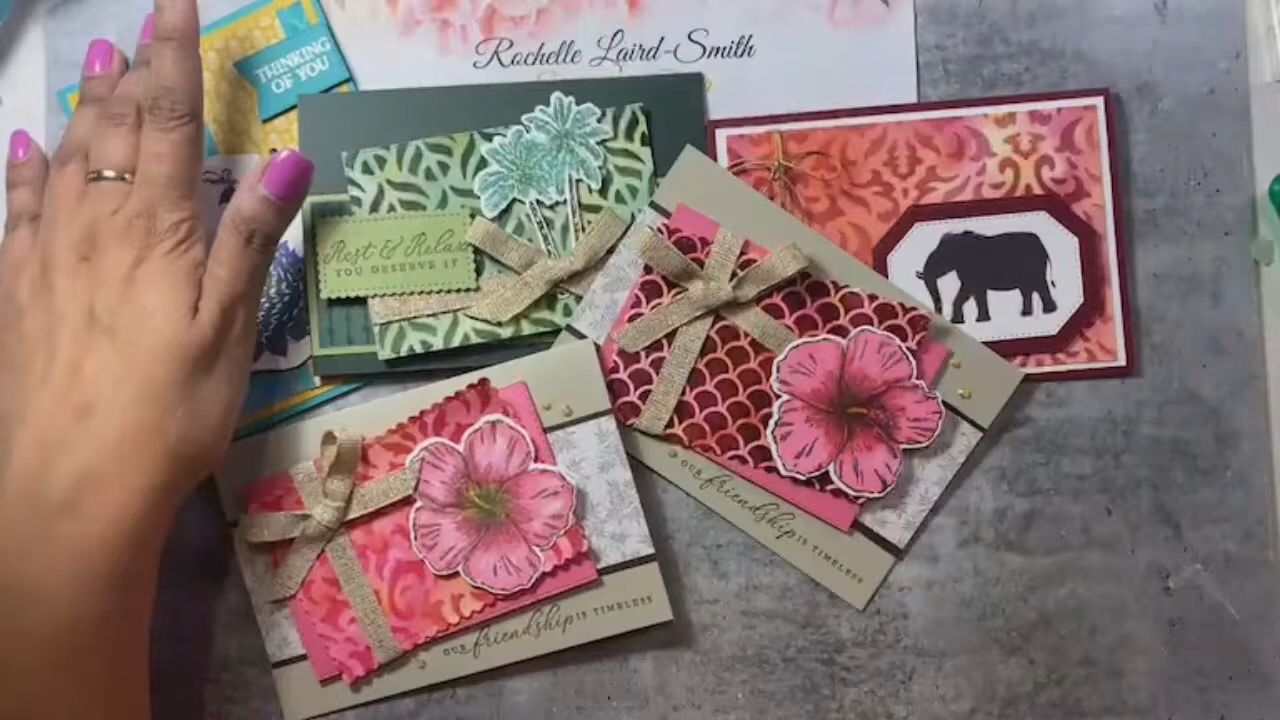 Rochelle Laird-Smith
THINKING
OF YOU
Rest & Relax
YOU DESERVE IT
OUR friendship IS TIMELESS
OUR friendship IS TIMELESS